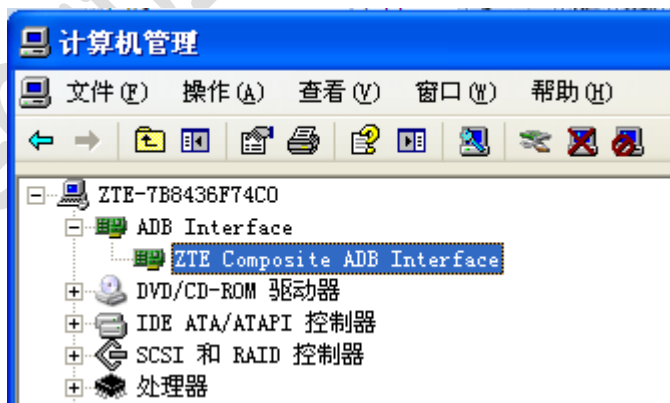 计算机管理
文件(F) 操作(A) 查看(V) 窗口(W) 帮助(H)
ZTE-7B8436F74C0
ADB Interface
ZTE Composite ADB Interface
DVD/CD-ROM 驱动器
IDE ATA/ATAPI 控制器
SCSI 和 RAID 控制器
处理器